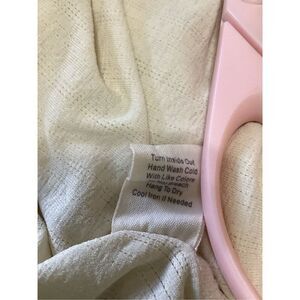 Turn Inside Out
Hand Wash Cold
With Like Colors
Hang To Dry
Cool Iron If Needed